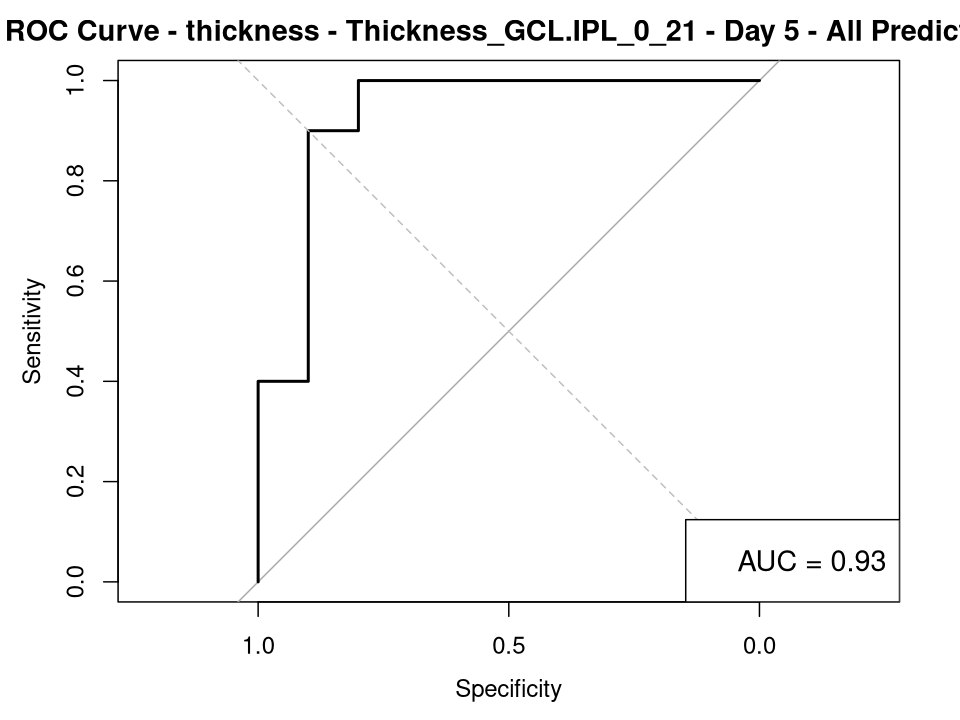 ROC Curve - thickness - Thickness_GCL.IPL_0_21 - Day 5 - All Predic
1.0
0.8
0.6
0.4
0.2
0.0
Sensitivity
AUC = 0.93
1.0 0.5 0.0
Specificity